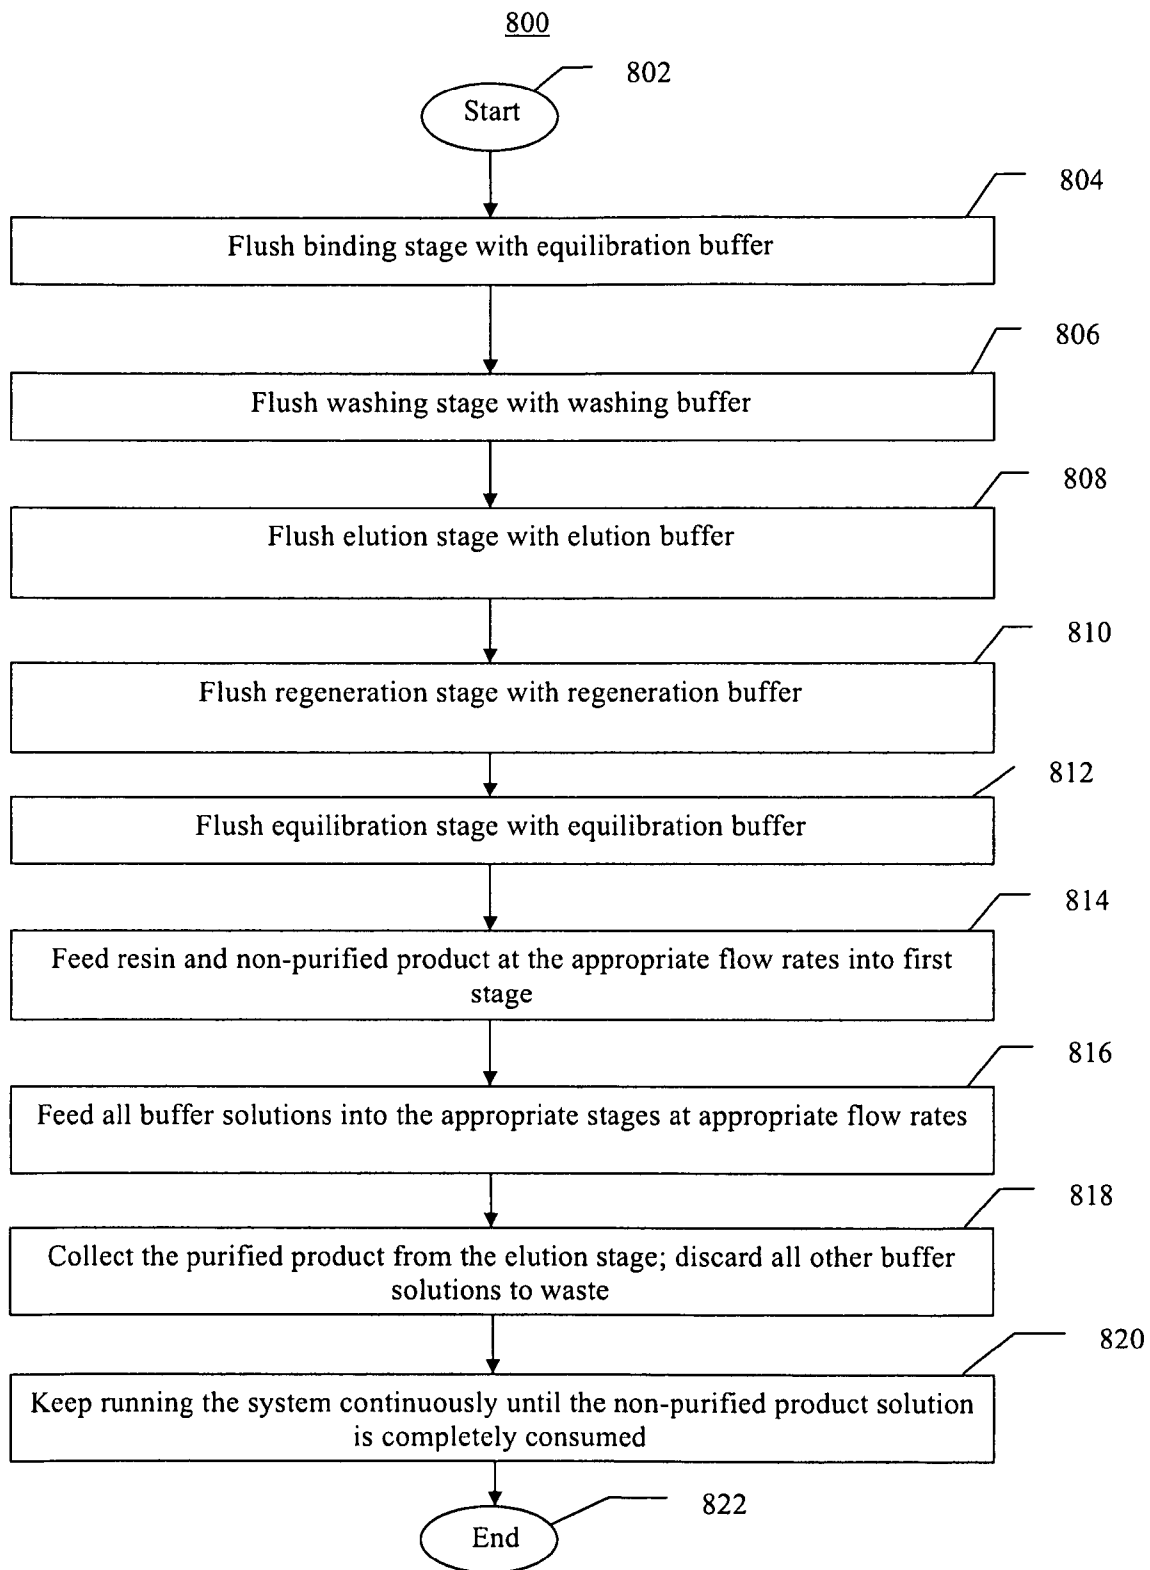 800
802
Start
804
Flush binding stage with equilibration buffer
806
Flush washing stage with washing buffer
808
Flush elution stage with elution buffer
810
Flush regeneration stage with regeneration buffer
812
Flush equilibration stage with equilibration buffer
814
Feed resin and non-purified product at the appropriate flow rates into first
stage
816
Feed all buffer solutions into the appropriate stages at appropriate flow rates
818
Collect the purified product from the elution stage; discard all other buffer
solutions to waste
820
Keep running the system continuously until the non-purified product solution
is completely consumed
822
End